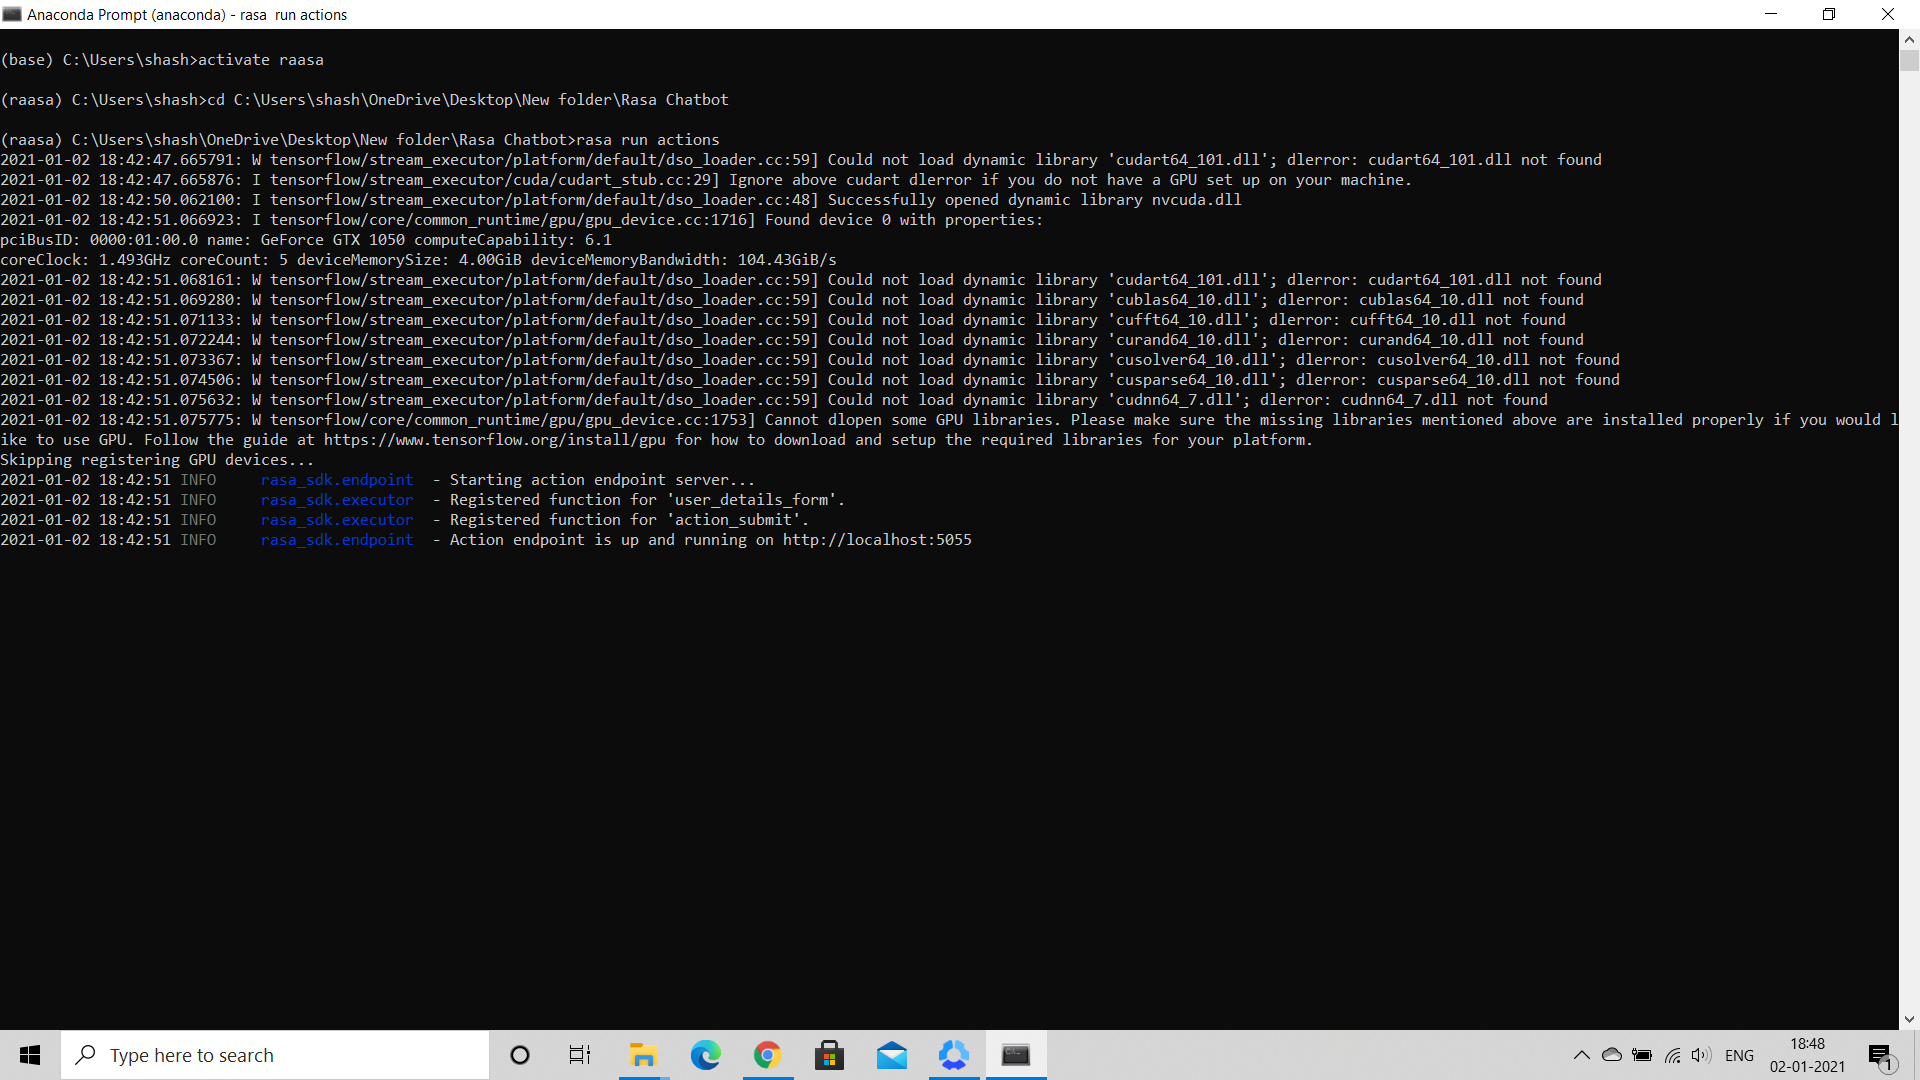 Anaconda Prompt (anaconda) - rasa  run actions
(base) C:\Users\shash>activate raasa
(raasa) C:\Users\shash>cd C:\Users\shash\OneDrive\Desktop\New folder\Rasa Chatbot
(raasa) C:\Users\shash\OneDrive\Desktop\New folder\Rasa Chatbot>rasa run actions
2021-01-02 18:42:47.665791: W tensorflow/stream_executor/platform/default/dso_loader.cc:59] Could not load dynamic library 'cudart64_101.dll'; dlerror: cudart64_101.dll not found
2021-01-02 18:42:47.665876: I tensorflow/stream_executor/cuda/cudart_stub.cc:29] Ignore above cudart dlerror if you do not have a GPU set up on your machine.
2021-01-02 18:42:50.062100: I tensorflow/stream_executor/platform/default/dso_loader.cc:48] Successfully opened dynamic library nvcuda.dll
2021-01-02 18:42:51.066923: I tensorflow/core/common_runtime/gpu/gpu_device.cc:1716] Found device 0 with properties:
pciBusID: 0000:01:00.0 name: GeForce GTX 1050 computeCapability: 6.1
coreClock: 1.493GHz coreCount: 5 deviceMemorySize: 4.00GiB deviceMemoryBandwidth: 104.43GiB/s
2021-01-02 18:42:51.068161: W tensorflow/stream_executor/platform/default/dso_loader.cc:59] Could not load dynamic library 'cudart64_101.dll'; dlerror: cudart64_101.dll not found
2021-01-02 18:42:51.069280: W tensorflow/stream_executor/platform/default/dso_loader.cc:59] Could not load dynamic library 'cublas64_10.dll'; dlerror: cublas64_10.dll not found
2021-01-02 18:42:51.071133: W tensorflow/stream_executor/platform/default/dso_loader.cc:59] Could not load dynamic library 'cufft64_10.dll'; dlerror: cufft64_10.dll not found
2021-01-02 18:42:51.072244: W tensorflow/stream_executor/platform/default/dso_loader.cc:59] Could not load dynamic library 'curand64_10.dll'; dlerror: curand64_10.dll not found
2021-01-02 18:42:51.073367: W tensorflow/stream_executor/platform/default/dso_loader.cc:59] Could not load dynamic library 'cusolver64_10.dll'; dlerror: cusolver64_10.dll not found
2021-01-02 18:42:51.074506: W tensorflow/stream_executor/platform/default/dso_loader.cc:59] Could not load dynamic library 'cusparse64_10.dll'; dlerror: cusparse64_10.dll not found
2021-01-02 18:42:51.075632: W tensorflow/stream_executor/platform/default/dso_loader.cc:59] Could not load dynamic library 'cudnn64_7.dll'; dlerror: cudnn64_7.dll not found
2021-01-02 18:42:51.075775: W tensorflow/core/common_runtime/gpu/gpu_device.cc:1753] Cannot dlopen some GPU libraries. Please make sure the missing libraries mentioned above are installed properly if you would l
ike to use GPU. Follow the guide at https://www.tensorflow.org/install/gpu for how to download and setup the required libraries for your platform.
Skipping registering GPU devices...
2021-01-02 18:42:51 INFO     rasa_sdk.endpoint  - Starting action endpoint server...
2021-01-02 18:42:51 INFO     rasa_sdk.executor  - Registered function for 'user_details_form'.
2021-01-02 18:42:51 INFO     rasa_sdk.executor  - Registered function for 'action_submit'.
2021-01-02 18:42:51 INFO     rasa_sdk.endpoint  - Action endpoint is up and running on http://localhost:5055
Type here to search
ENG
18:48
02-01-2021
1